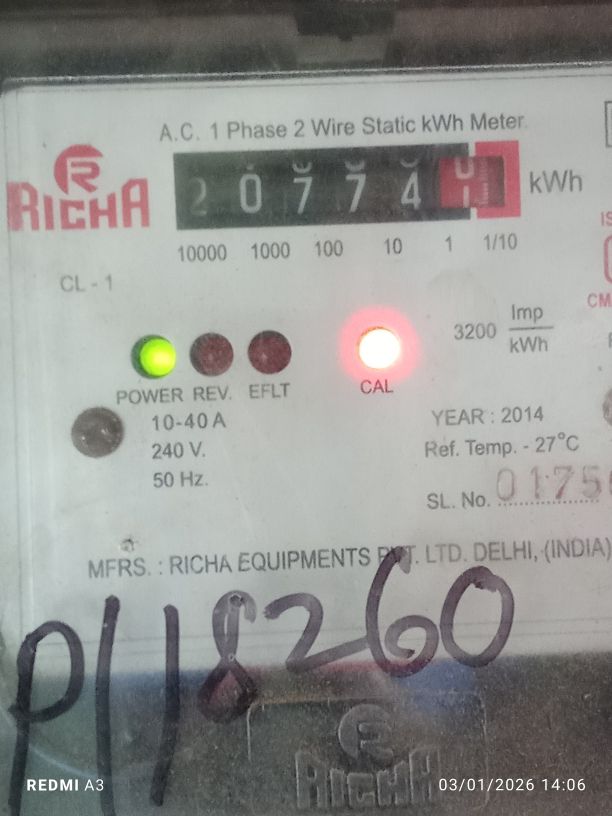 A.C. 1 Phase 2 Wire Static kWh Meter
RICHA
2 0 7 7 4
kWh
10000 1000 100 10 1 1/10
CL - 1
3200 Imp/kWh
POWER REV. EFLT CAL
10-40 A
240 V.
50 Hz.
YEAR : 2014
Ref. Temp. - 27°C
SL. No. 0175
MFRS. : RICHA EQUIPMENTS PVT. LTD. DELHI, (INDIA)
P/18260
RICHA
REDMI A3
03/01/2026 14:06